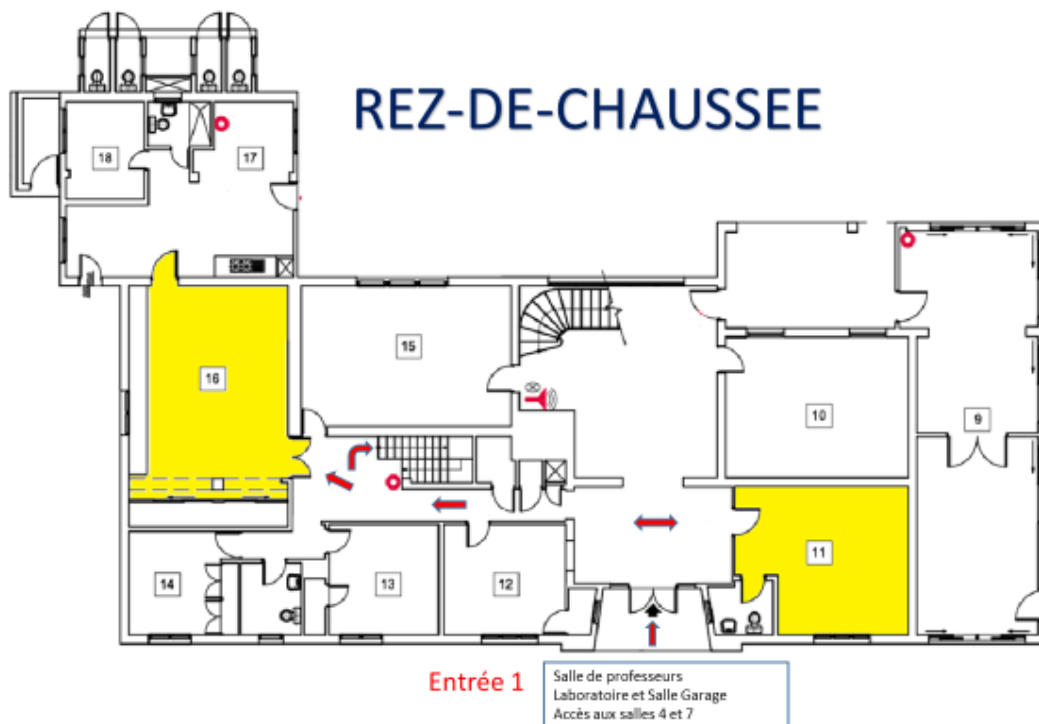 REZ-DE-CHAUSSEE
18
17
16
15
10
9
11
14
13
12
Entrée 1
Salle de professeurs
Laboratoire et Salle Garage
Accès aux salles 4 et 7